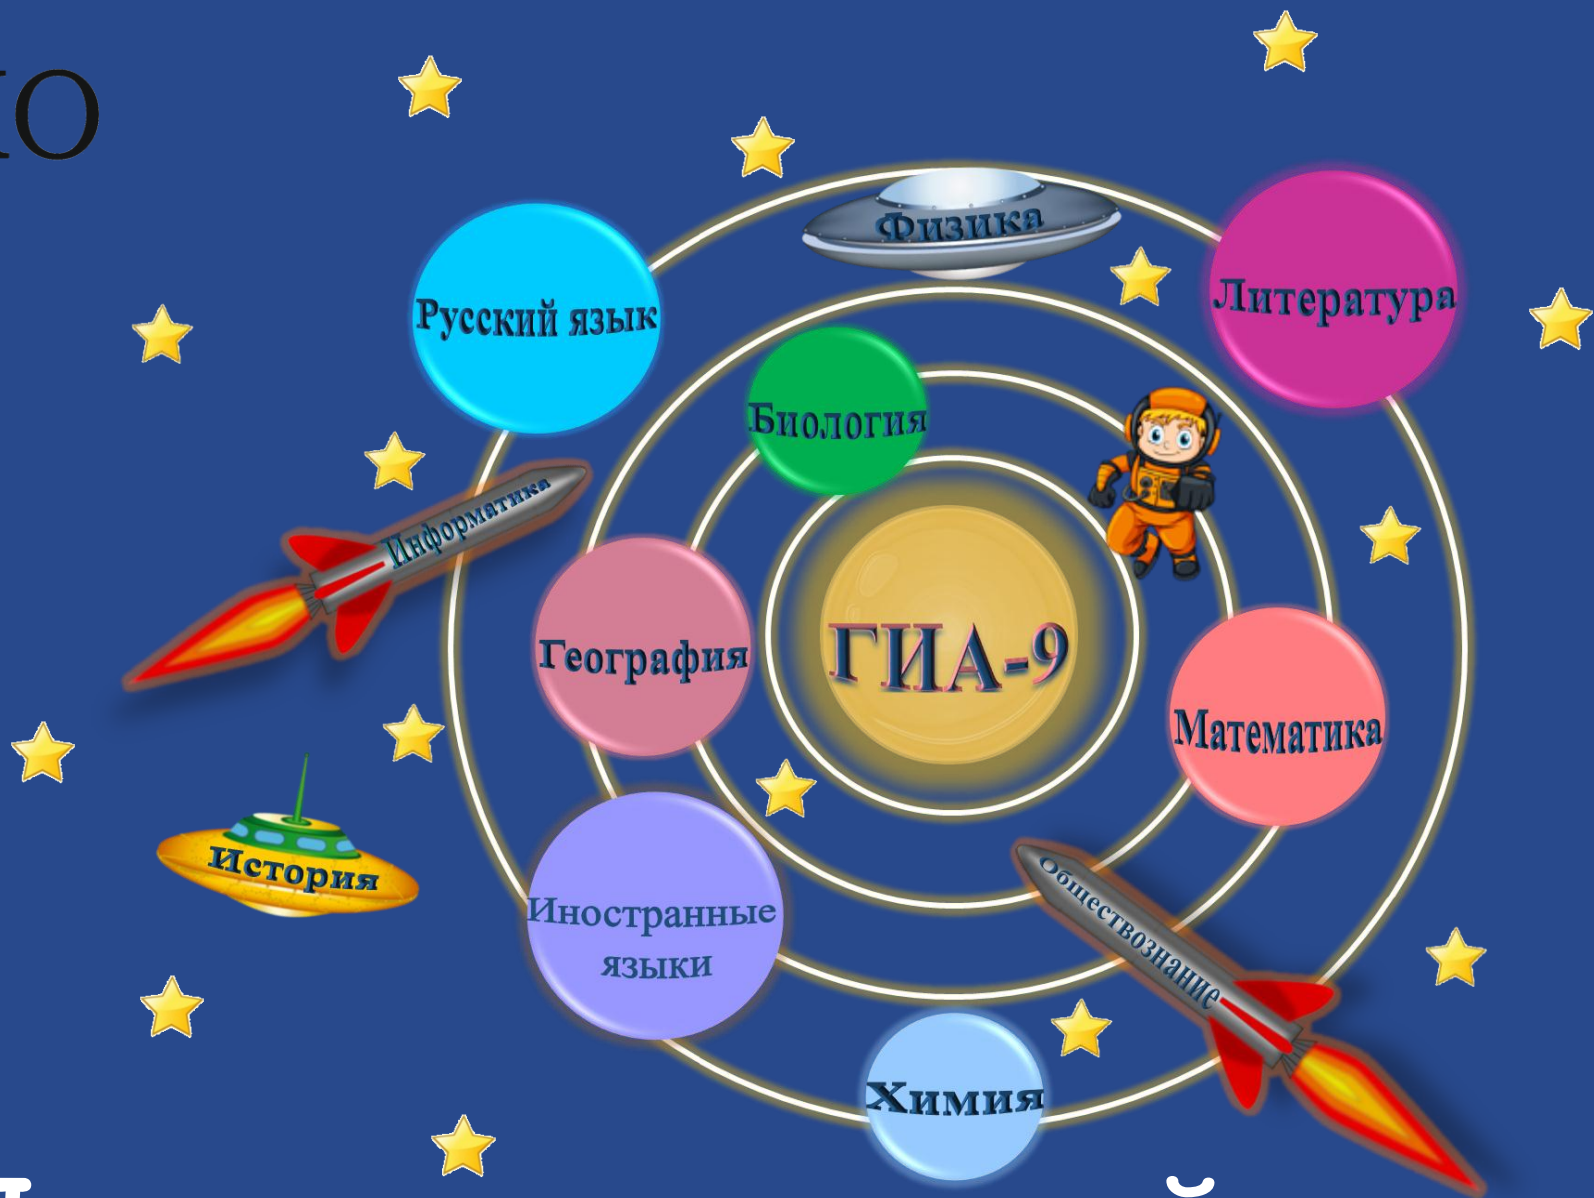 Физика
Русский язык
Литература
Биология
Информатика
География
ГИА-9
Математика
История
Обществознание
Иностранные
языки
Химия